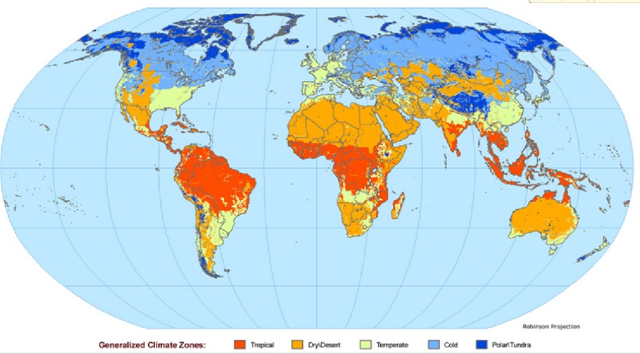 Robinson Projection
Generalized Climate Zones: Tropical Dry\Desert Temperate Cold Polar\Tundra